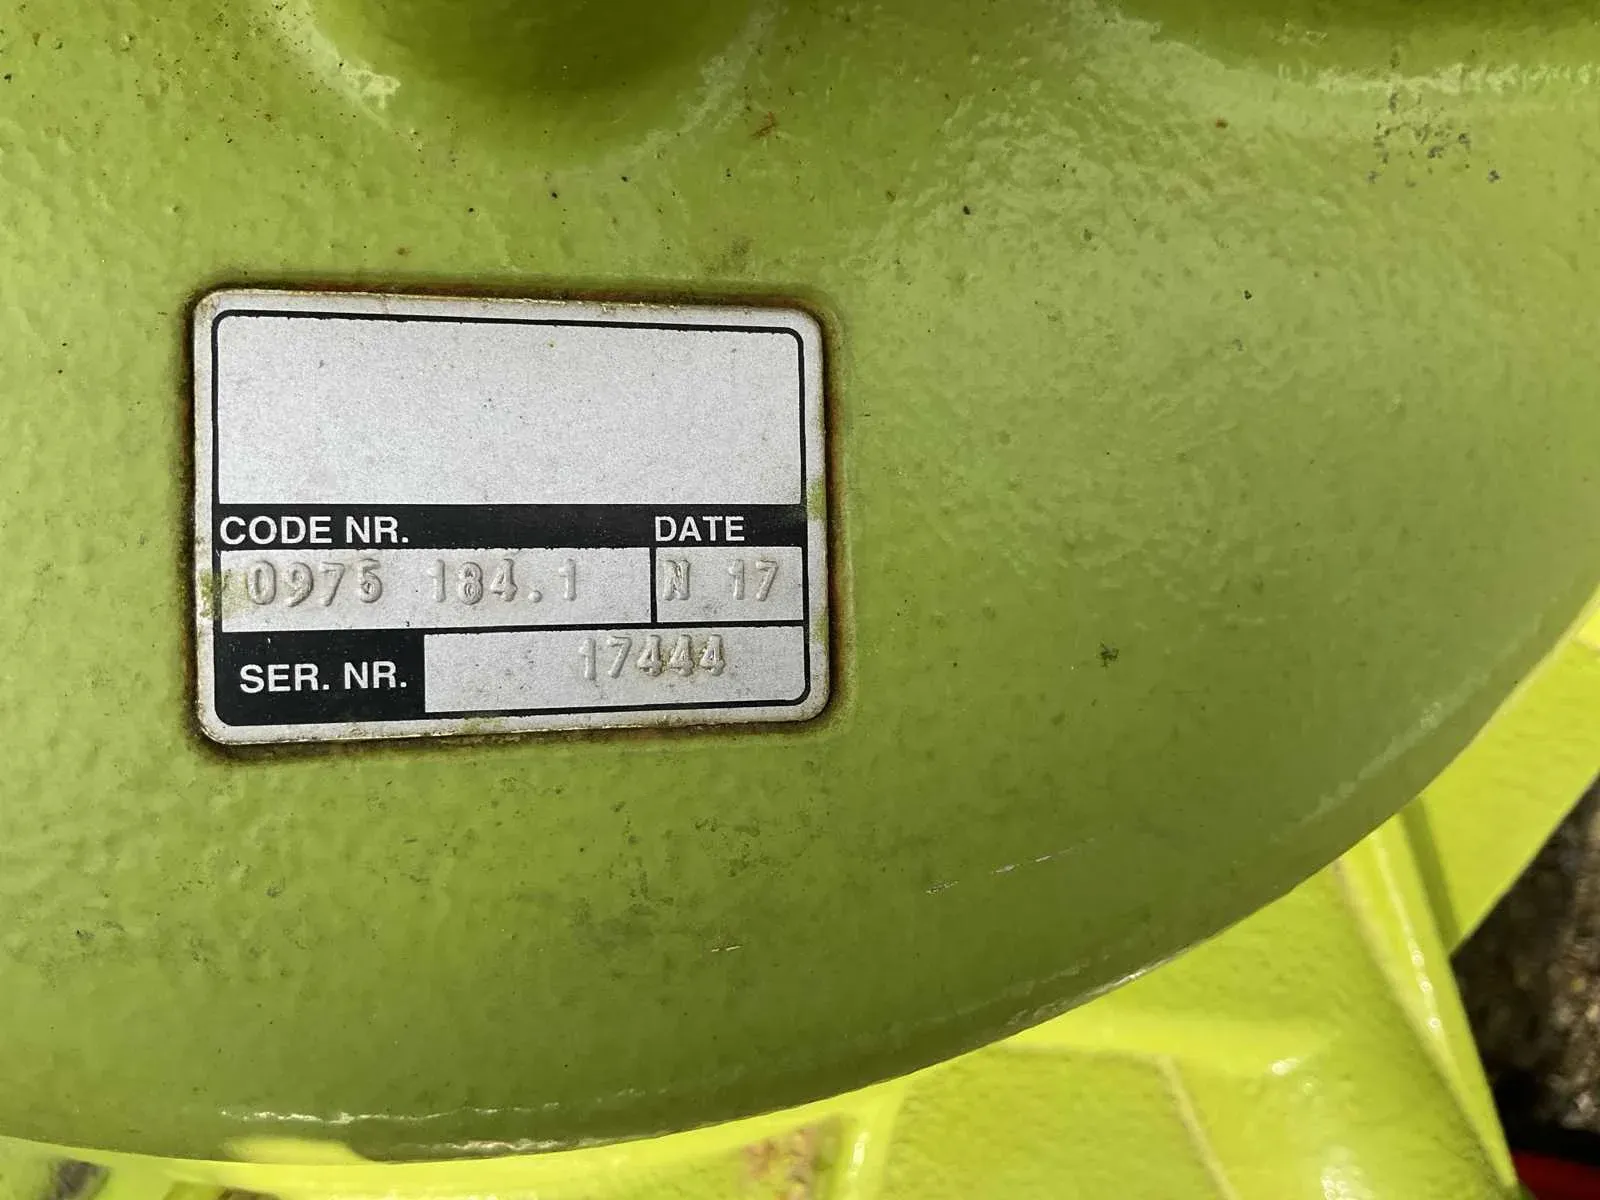 CODE NR. DATE
0975 184.1 N 17
SER. NR. 17444